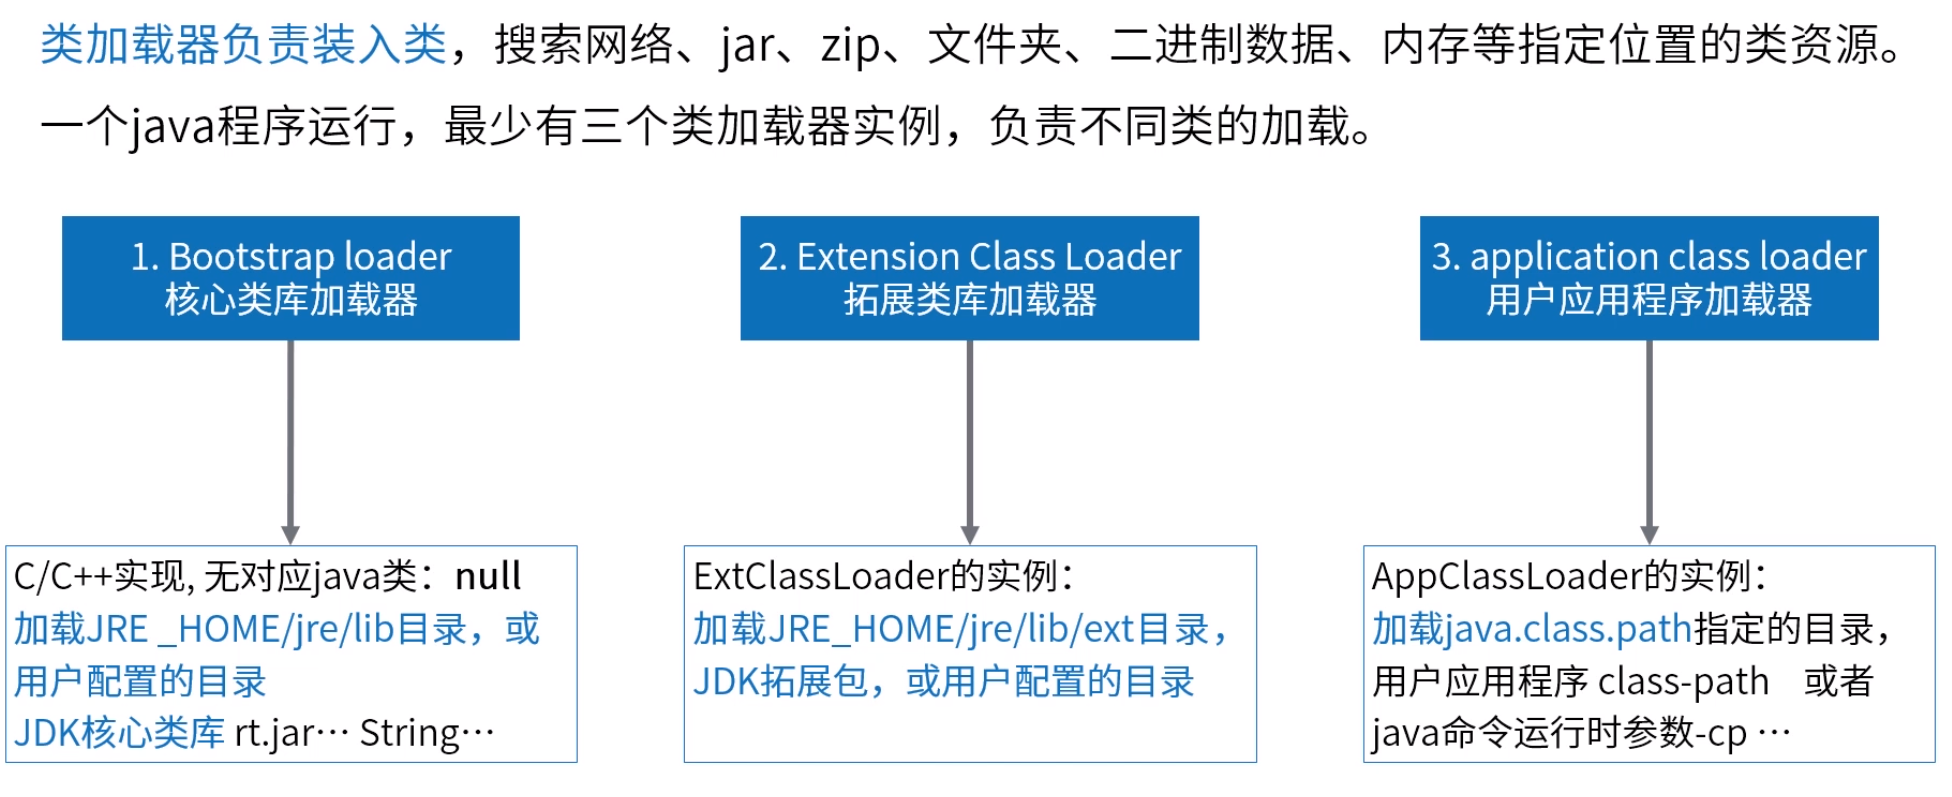 类加载器负责装入类，搜索网络、jar、zip、文件夹、二进制数据、内存等指定位置的类资源。
一个java程序运行，最少有三个类加载器实例，负责不同类的加载。
1. Bootstrap loader
核心类库加载器
2. Extension Class Loader
拓展类库加载器
3. application class loader
用户应用程序加载器
C/C++实现, 无对应java类：null
加载JRE _HOME/jre/lib目录，或
用户配置的目录
JDK核心类库 rt.jar… String…
ExtClassLoader的实例：
加载JRE_HOME/jre/lib/ext目录，
JDK拓展包，或用户配置的目录
AppClassLoader的实例：
加载java.class.path指定的目录，
用户应用程序 class-path 或者
java命令运行时参数-cp …